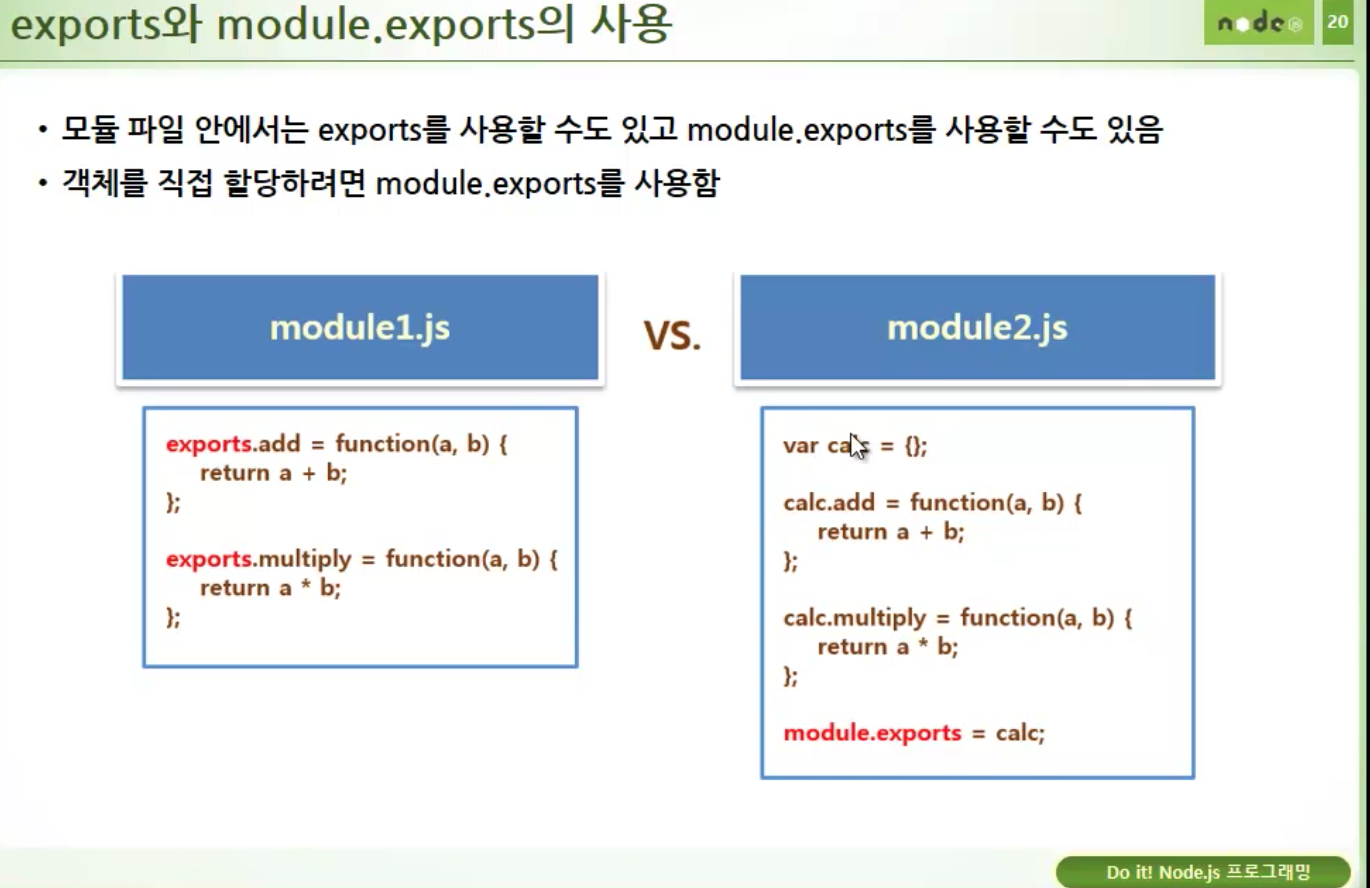 exports와 module.exports의 사용
node
20
• 모듈 파일 안에서는 exports를 사용할 수도 있고 module.exports를 사용할 수도 있음
• 객체를 직접 할당하려면 module.exports를 사용함
module1.js
VS.
module2.js
exports.add = function(a, b) {
return a + b;
};
exports.multiply = function(a, b) {
return a * b;
};
var calc = {};
calc.add = function(a, b) {
return a + b;
};
calc.multiply = function(a, b) {
return a * b;
};
module.exports = calc;
Do it! Node.js 프로그래밍